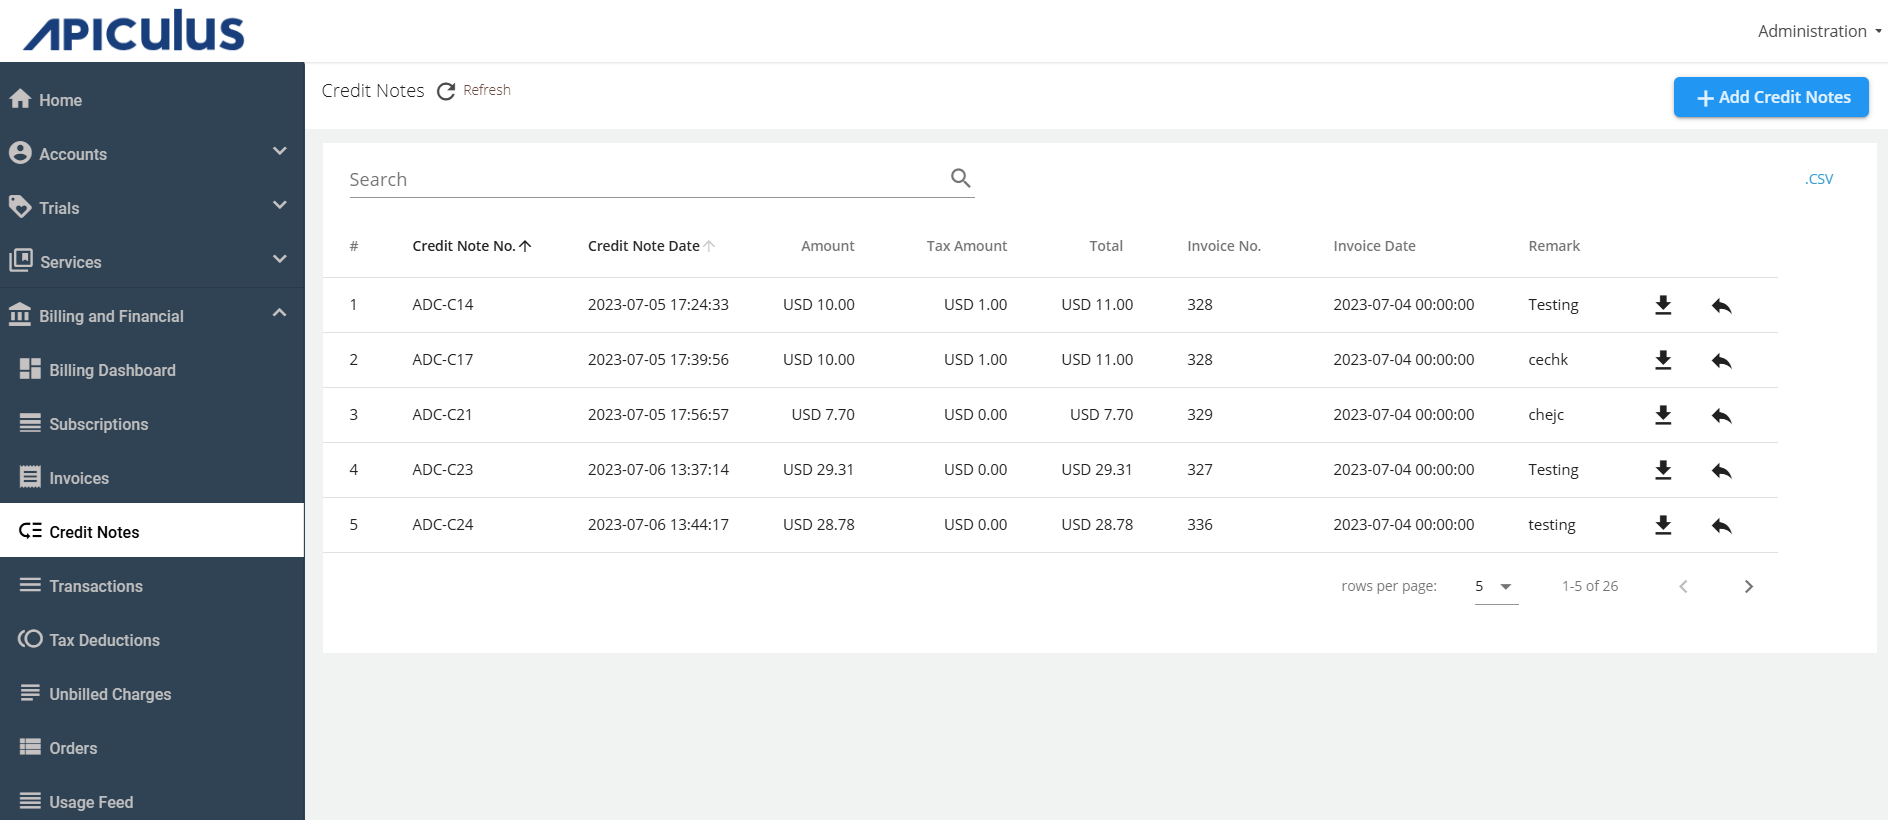 APICULUS
Administration
Home
Accounts
Trials
Services
Billing and Financial
Billing Dashboard
Subscriptions
Invoices
Credit Notes
Transactions
Tax Deductions
Unbilled Charges
Orders
Usage Feed
Credit Notes Refresh
+ Add Credit Notes
Search
.CSV
# Credit Note No. Credit Note Date Amount Tax Amount Total Invoice No. Invoice Date Remark
1 ADC-C14 2023-07-05 17:24:33 USD 10.00 USD 1.00 USD 11.00 328 2023-07-04 00:00:00 Testing
2 ADC-C17 2023-07-05 17:39:56 USD 10.00 USD 1.00 USD 11.00 328 2023-07-04 00:00:00 cechk
3 ADC-C21 2023-07-05 17:56:57 USD 7.70 USD 0.00 USD 7.70 329 2023-07-04 00:00:00 chejc
4 ADC-C23 2023-07-06 13:37:14 USD 29.31 USD 0.00 USD 29.31 327 2023-07-04 00:00:00 Testing
5 ADC-C24 2023-07-06 13:44:17 USD 28.78 USD 0.00 USD 28.78 336 2023-07-04 00:00:00 testing
rows per page: 5 1-5 of 26